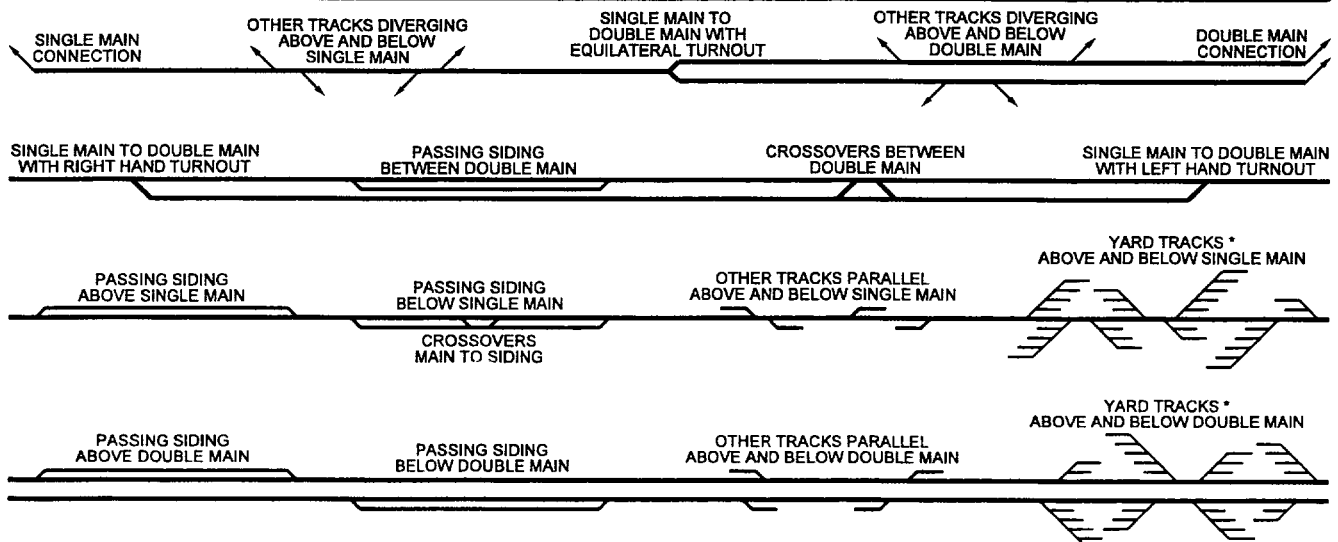 SINGLE MAIN
CONNECTION
OTHER TRACKS DIVERGING
ABOVE AND BELOW
SINGLE MAIN
SINGLE MAIN TO
DOUBLE MAIN WITH
EQUILATERAL TURNOUT
OTHER TRACKS DIVERGING
ABOVE AND BELOW
DOUBLE MAIN
DOUBLE MAIN
CONNECTION
SINGLE MAIN TO DOUBLE MAIN
WITH RIGHT HAND TURNOUT
PASSING SIDING
BETWEEN DOUBLE MAIN
CROSSOVERS BETWEEN
DOUBLE MAIN
SINGLE MAIN TO DOUBLE MAIN
WITH LEFT HAND TURNOUT
PASSING SIDING
ABOVE SINGLE MAIN
PASSING SIDING
BELOW SINGLE MAIN
CROSSOVERS
MAIN TO SIDING
OTHER TRACKS PARALLEL
ABOVE AND BELOW SINGLE MAIN
YARD TRACKS *
ABOVE AND BELOW SINGLE MAIN
PASSING SIDING
ABOVE DOUBLE MAIN
PASSING SIDING
BELOW DOUBLE MAIN
OTHER TRACKS PARALLEL
ABOVE AND BELOW DOUBLE MAIN
YARD TRACKS *
ABOVE AND BELOW DOUBLE MAIN